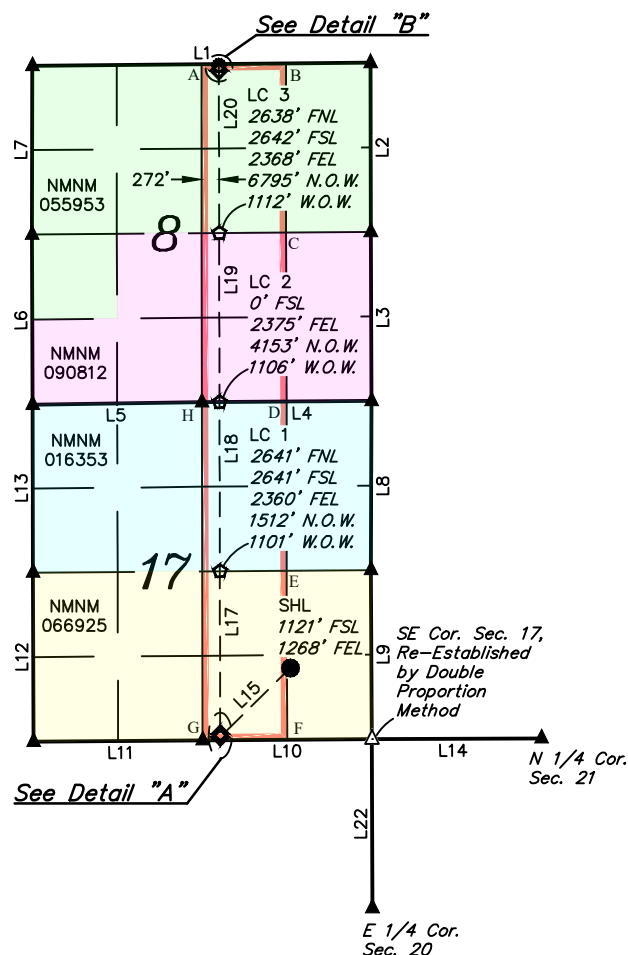 See Detail "B"
L1
A
B
L20
LC 3
2638' FNL
2642' FSL
2368' FEL
6795' N.O.W.
1112' W.O.W.
L7
L2
272'
NMNM
055953
8
C
L19
LC 2
0' FSL
2375' FEL
4153' N.O.W.
1106' W.O.W.
L6
L3
NMNM
090812
L5
H
D
L4
NMNM
016353
L18
LC 1
2641' FNL
2641' FSL
2360' FEL
1512' N.O.W.
1101' W.O.W.
L13
L8
17
E
NMNM
066925
L17
SHL
1121' FSL
1268' FEL
SE Cor. Sec. 17,
Re-Established
by Double
Proportion
Method
L12
L9
L15
G
F
L11
L10
L14
N 1/4 Cor.
Sec. 21
See Detail "A"
L22
E 1/4 Cor.
Sec. 20